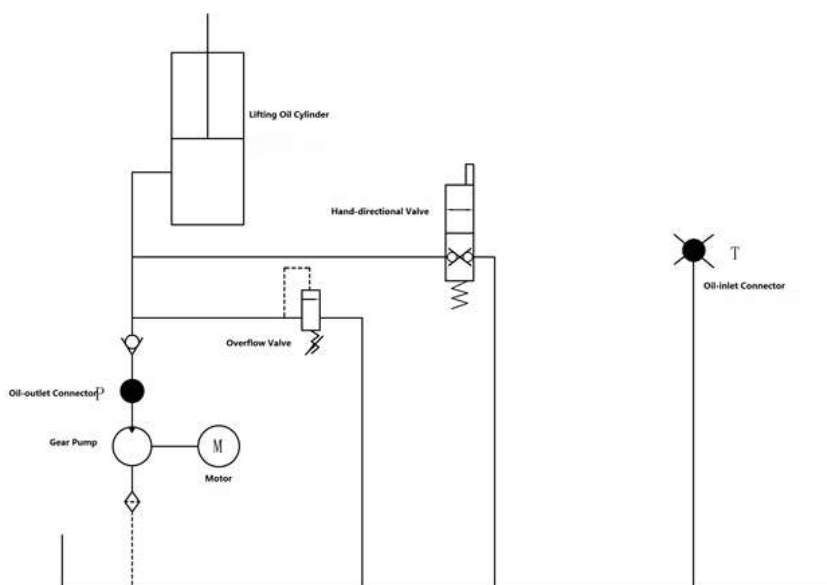 Lifting Oil Cylinder
Hand-directional Valve
T
Oil-inlet Connector
Overflow Valve
Oil-outlet Connector
P
Gear Pump
M
Motor